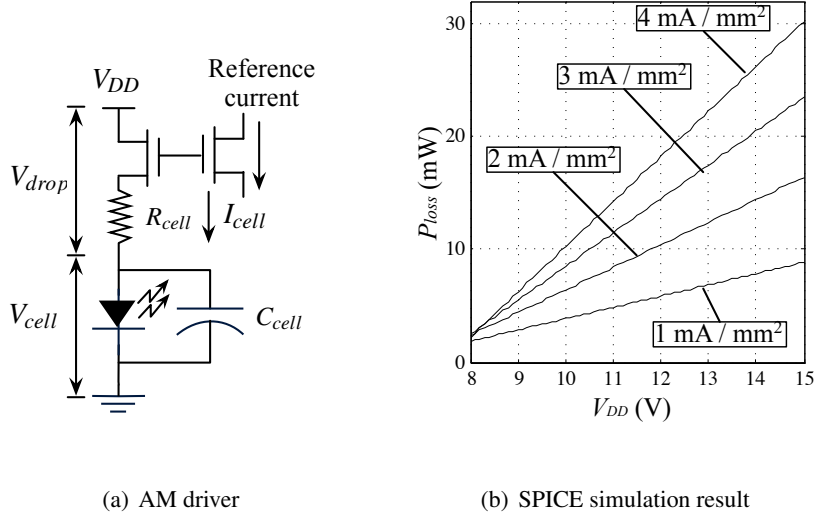 V_DD
Reference
current
V_drop
R_cell
I_cell
V_cell
C_cell
(a) AM driver
P_loss (mW)
30
20
10
0
4 mA / mm²
3 mA / mm²
2 mA / mm²
1 mA / mm²
8 9 10 11 12 13 14 15
V_DD (V)
(b) SPICE simulation result